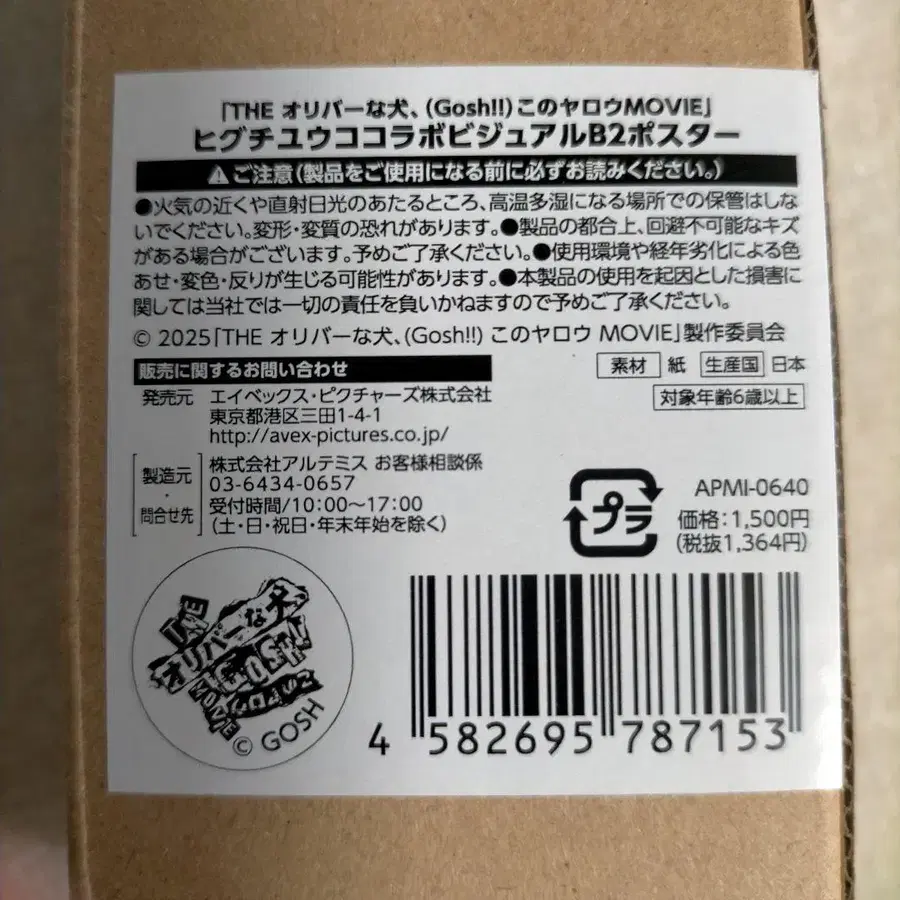 「THE オリバーな犬、(Gosh!!) このヤロウMOVIE」
ヒグチユウココラボビジュアルB2ポスター
⚠ご注意(製品をご使用になる前に必ずお読みください。)
●火気の近くや直射日光のあたるところ、高温多湿になる場所での保管はしな
いでください。変形・変質の恐れがあります。●製品の都合上、回避不可能なキズ
がある場合がございます。予めご了承ください。●使用環境や経年劣化による色
あせ・変色・反りが生じる可能性があります。●本製品の使用を起因とした損害に
関しては当社では一切の責任を負いかねますので予めご了承ください。
© 2025「THE オリバーな犬、(Gosh!!) このヤロウ MOVIE」製作委員会
販売に関するお問い合わせ
素材 紙 生産国 日本
対象年齢6歳以上
発売元 エイベックス・ピクチャーズ株式会社
東京都港区三田1-4-1
http://avex-pictures.co.jp/
製造元・問合せ先
株式会社アルテミス お客様相談係
03-6434-0657
受付時間/10:00〜17:00
(土・日・祝日・年末年始を除く)
プラ
APMI-0640
価格:1,500円
(税抜1,364円)
THE
オリバーな犬、
GOSH!!
このヤロウ
MOVIE
© GOSH
4 582695 787153